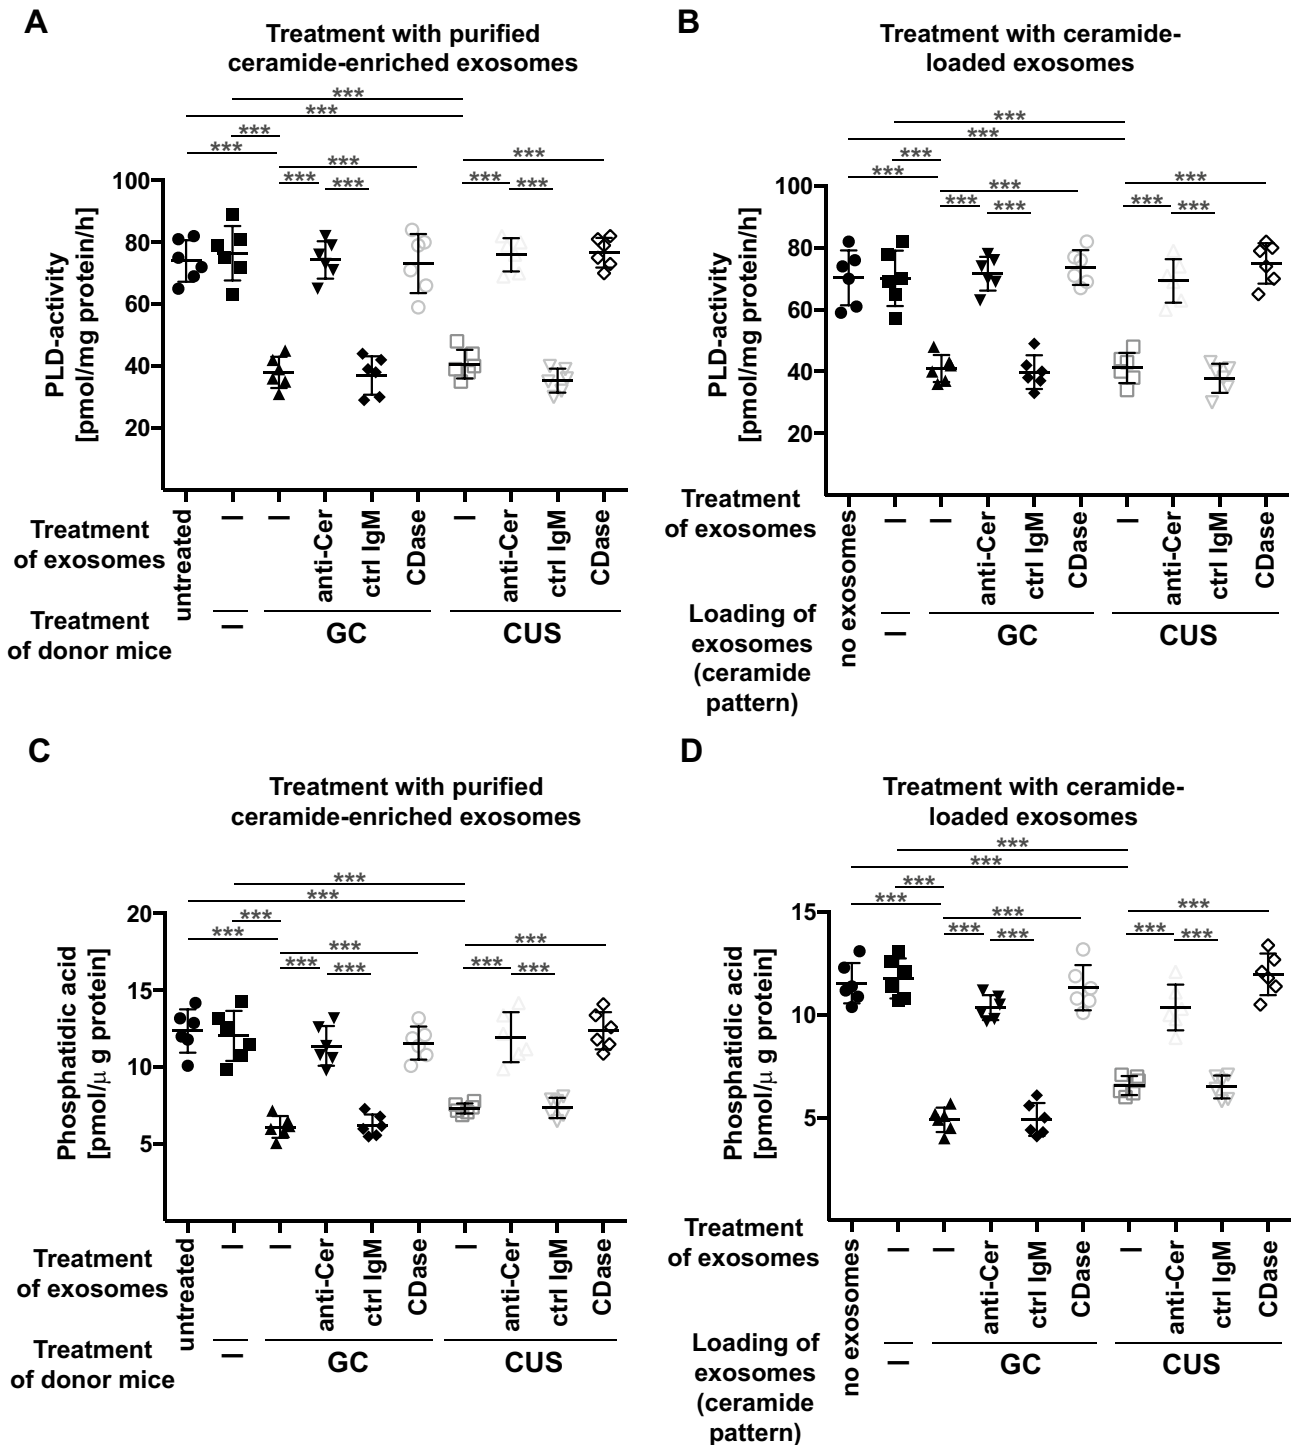 A
Treatment with purified
ceramide-enriched exosomes
***
***
***
***
***
***
***
***
***
***
PLD-activity
[pmol/mg protein/h]
100
80
60
40
20
Treatment
of exosomes
untreated
–
–
anti-Cer
ctrl IgM
CDase
–
anti-Cer
ctrl IgM
CDase
Treatment
of donor mice
–
GC
CUS
B
Treatment with ceramide-
loaded exosomes
***
***
***
***
***
***
***
***
***
***
PLD-activity
[pmol/mg protein/h]
100
80
60
40
20
Treatment
of exosomes
no exosomes
–
–
anti-Cer
ctrl IgM
CDase
–
anti-Cer
ctrl IgM
CDase
Loading of
exosomes
(ceramide
pattern)
–
GC
CUS
C
Treatment with purified
ceramide-enriched exosomes
***
***
***
***
***
***
***
***
***
***
Phosphatidic acid
[pmol/μ g protein]
20
15
10
5
Treatment
of exosomes
untreated
–
–
anti-Cer
ctrl IgM
CDase
–
anti-Cer
ctrl IgM
CDase
Treatment
of donor mice
–
GC
CUS
D
Treatment with ceramide-
loaded exosomes
***
***
***
***
***
***
***
***
***
***
Phosphatidic acid
[pmol/μ g protein]
15
10
5
Treatment
of exosomes
no exosomes
–
–
anti-Cer
ctrl IgM
CDase
–
anti-Cer
ctrl IgM
CDase
Loading of
exosomes
(ceramide
pattern)
–
GC
CUS